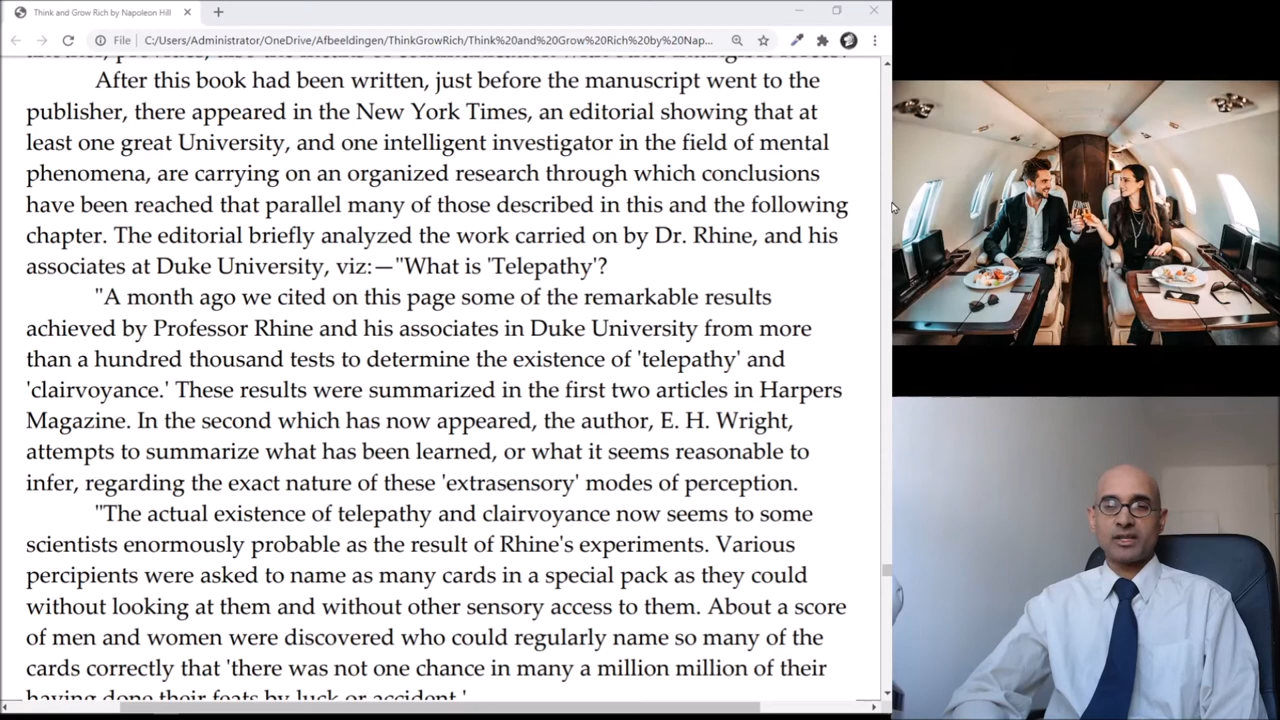 Think and Grow Rich by Napoleon Hill
File
C:/Users/Administrator/OneDrive/Afbeeldingen/ThinkGrowRich/Think%20and%20Grow%20Rich%20by%20Nap...
After this book had been written, just before the manuscript went to the
publisher, there appeared in the New York Times, an editorial showing that at
least one great University, and one intelligent investigator in the field of mental
phenomena, are carrying on an organized research through which conclusions
have been reached that parallel many of those described in this and the following
chapter. The editorial briefly analyzed the work carried on by Dr. Rhine, and his
associates at Duke University, viz:—"What is 'Telepathy'?
"A month ago we cited on this page some of the remarkable results
achieved by Professor Rhine and his associates in Duke University from more
than a hundred thousand tests to determine the existence of 'telepathy' and
'clairvoyance.' These results were summarized in the first two articles in Harpers
Magazine. In the second which has now appeared, the author, E. H. Wright,
attempts to summarize what has been learned, or what it seems reasonable to
infer, regarding the exact nature of these 'extrasensory' modes of perception.
"The actual existence of telepathy and clairvoyance now seems to some
scientists enormously probable as the result of Rhine's experiments. Various
percipients were asked to name as many cards in a special pack as they could
without looking at them and without other sensory access to them. About a score
of men and women were discovered who could regularly name so many of the
cards correctly that 'there was not one chance in many a million million of their
having done their feats by luck or accident.'